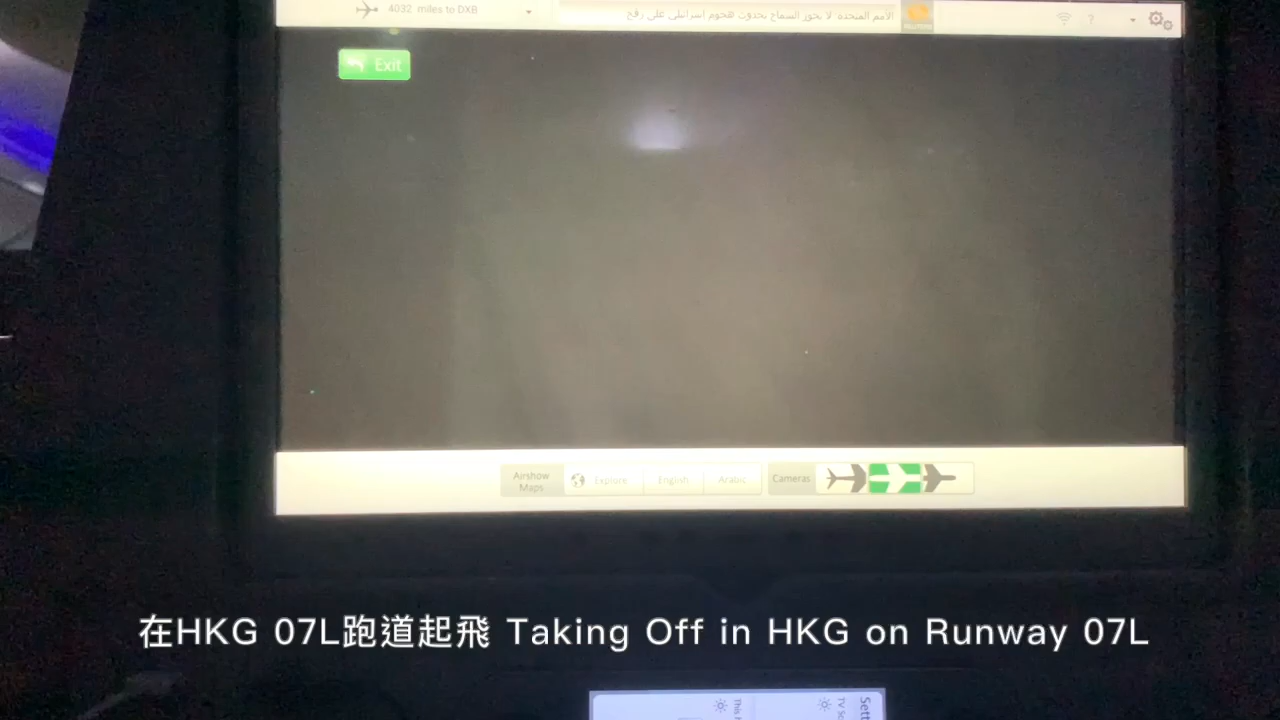 4032 miles to DXB
الأمم المتحدة: لا يجوز السماح بحدوث هجوم إسرائيلي على رفح
?
Exit
Airshow Maps
Explore
English
Arabic
Cameras
在HKG 07L跑道起飛 Taking Off in HKG on Runway 07L